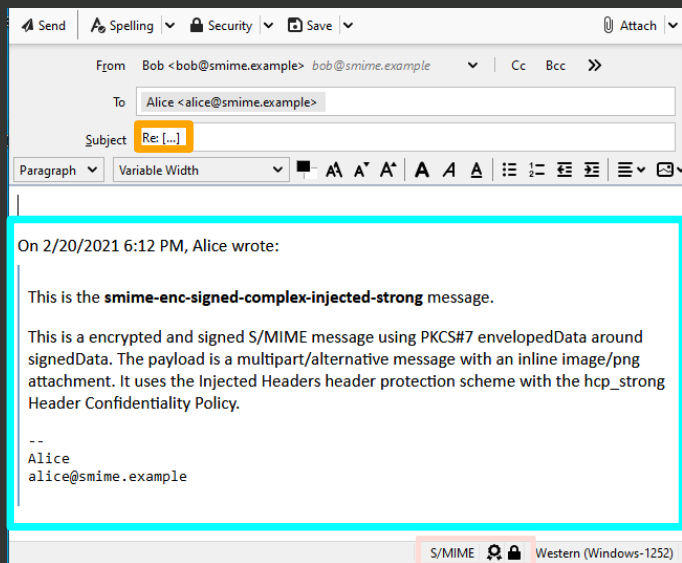 Send Spelling Security Save Attach
From Bob <bob@smime.example> bob@smime.example Cc Bcc
To Alice <alice@smime.example>
Subject Re: [...]
Paragraph Variable Width
On 2/20/2021 6:12 PM, Alice wrote:
This is the smime-enc-signed-complex-injected-strong message.
This is a encrypted and signed S/MIME message using PKCS#7 envelopedData around
signedData. The payload is a multipart/alternative message with an inline image/png
attachment. It uses the Injected Headers header protection scheme with the hcp_strong
Header Confidentiality Policy.
--
Alice
alice@smime.example
S/MIME Western (Windows-1252)